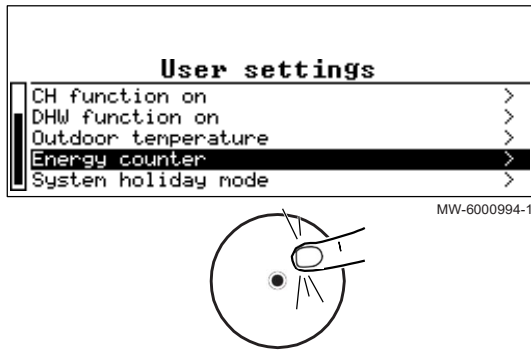 User settings
CH function on >
DHW function on >
Outdoor temperature >
Energy counter >
System holiday mode >
MW-6000994-1